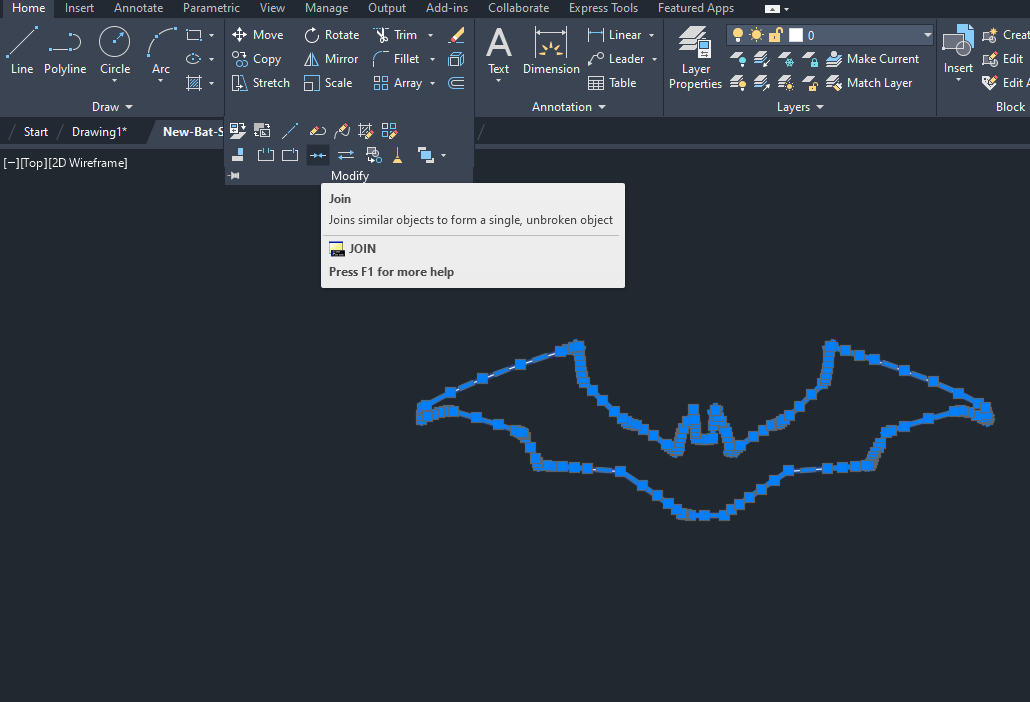 Home Insert Annotate Parametric View Manage Output Add-ins Collaborate Express Tools Featured Apps
Line Polyline Circle Arc
Draw
Move Rotate Trim
Copy Mirror Fillet
Stretch Scale Array
Text Dimension
Linear
Leader
Table
Annotation
Layer
Properties
0
Make Current
Match Layer
Layers
Insert
Creat
Edit
Edit A
Block
Start Drawing1* New-Bat-S
[−][Top][2D Wireframe]
Modify
Join
Joins similar objects to form a single, unbroken object
JOIN
Press F1 for more help